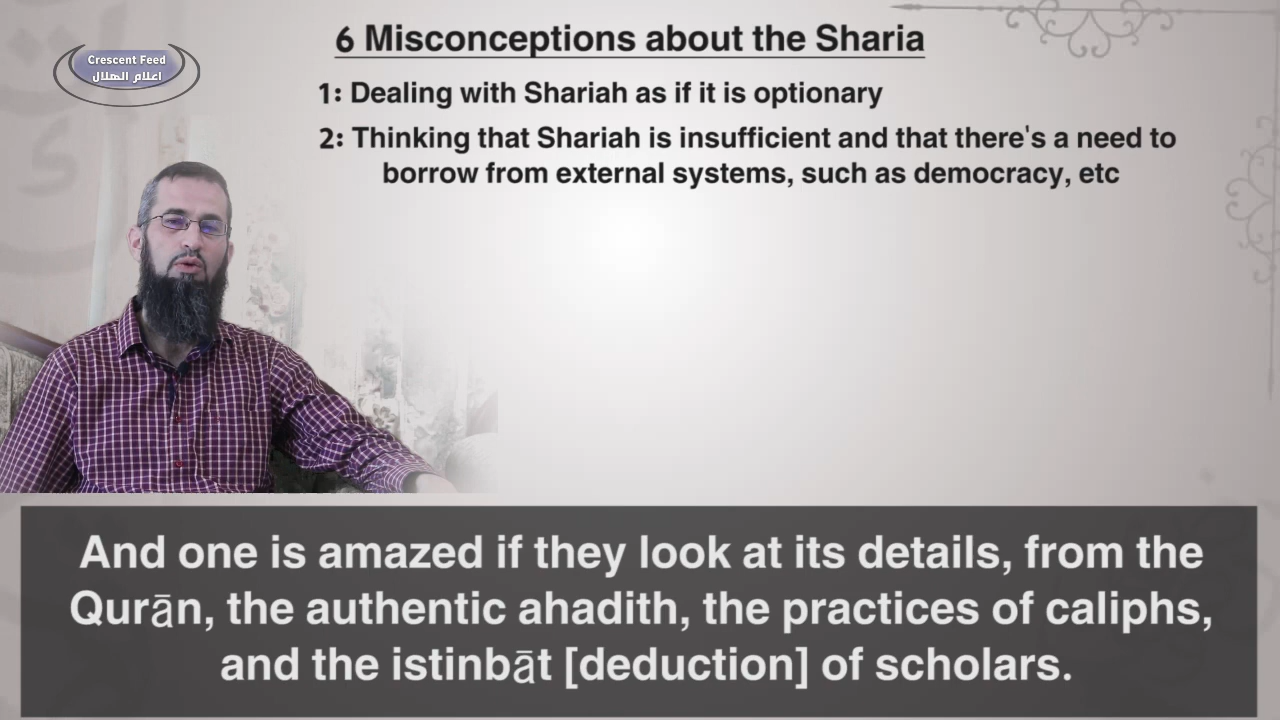 Crescent Feed
اعلام الهلال
6 Misconceptions about the Sharia
1: Dealing with Shariah as if it is optionary
2: Thinking that Shariah is insufficient and that there's a need to
borrow from external systems, such as democracy, etc
And one is amazed if they look at its details, from the
Qurān, the authentic ahadith, the practices of caliphs,
and the istinbāt [deduction] of scholars.